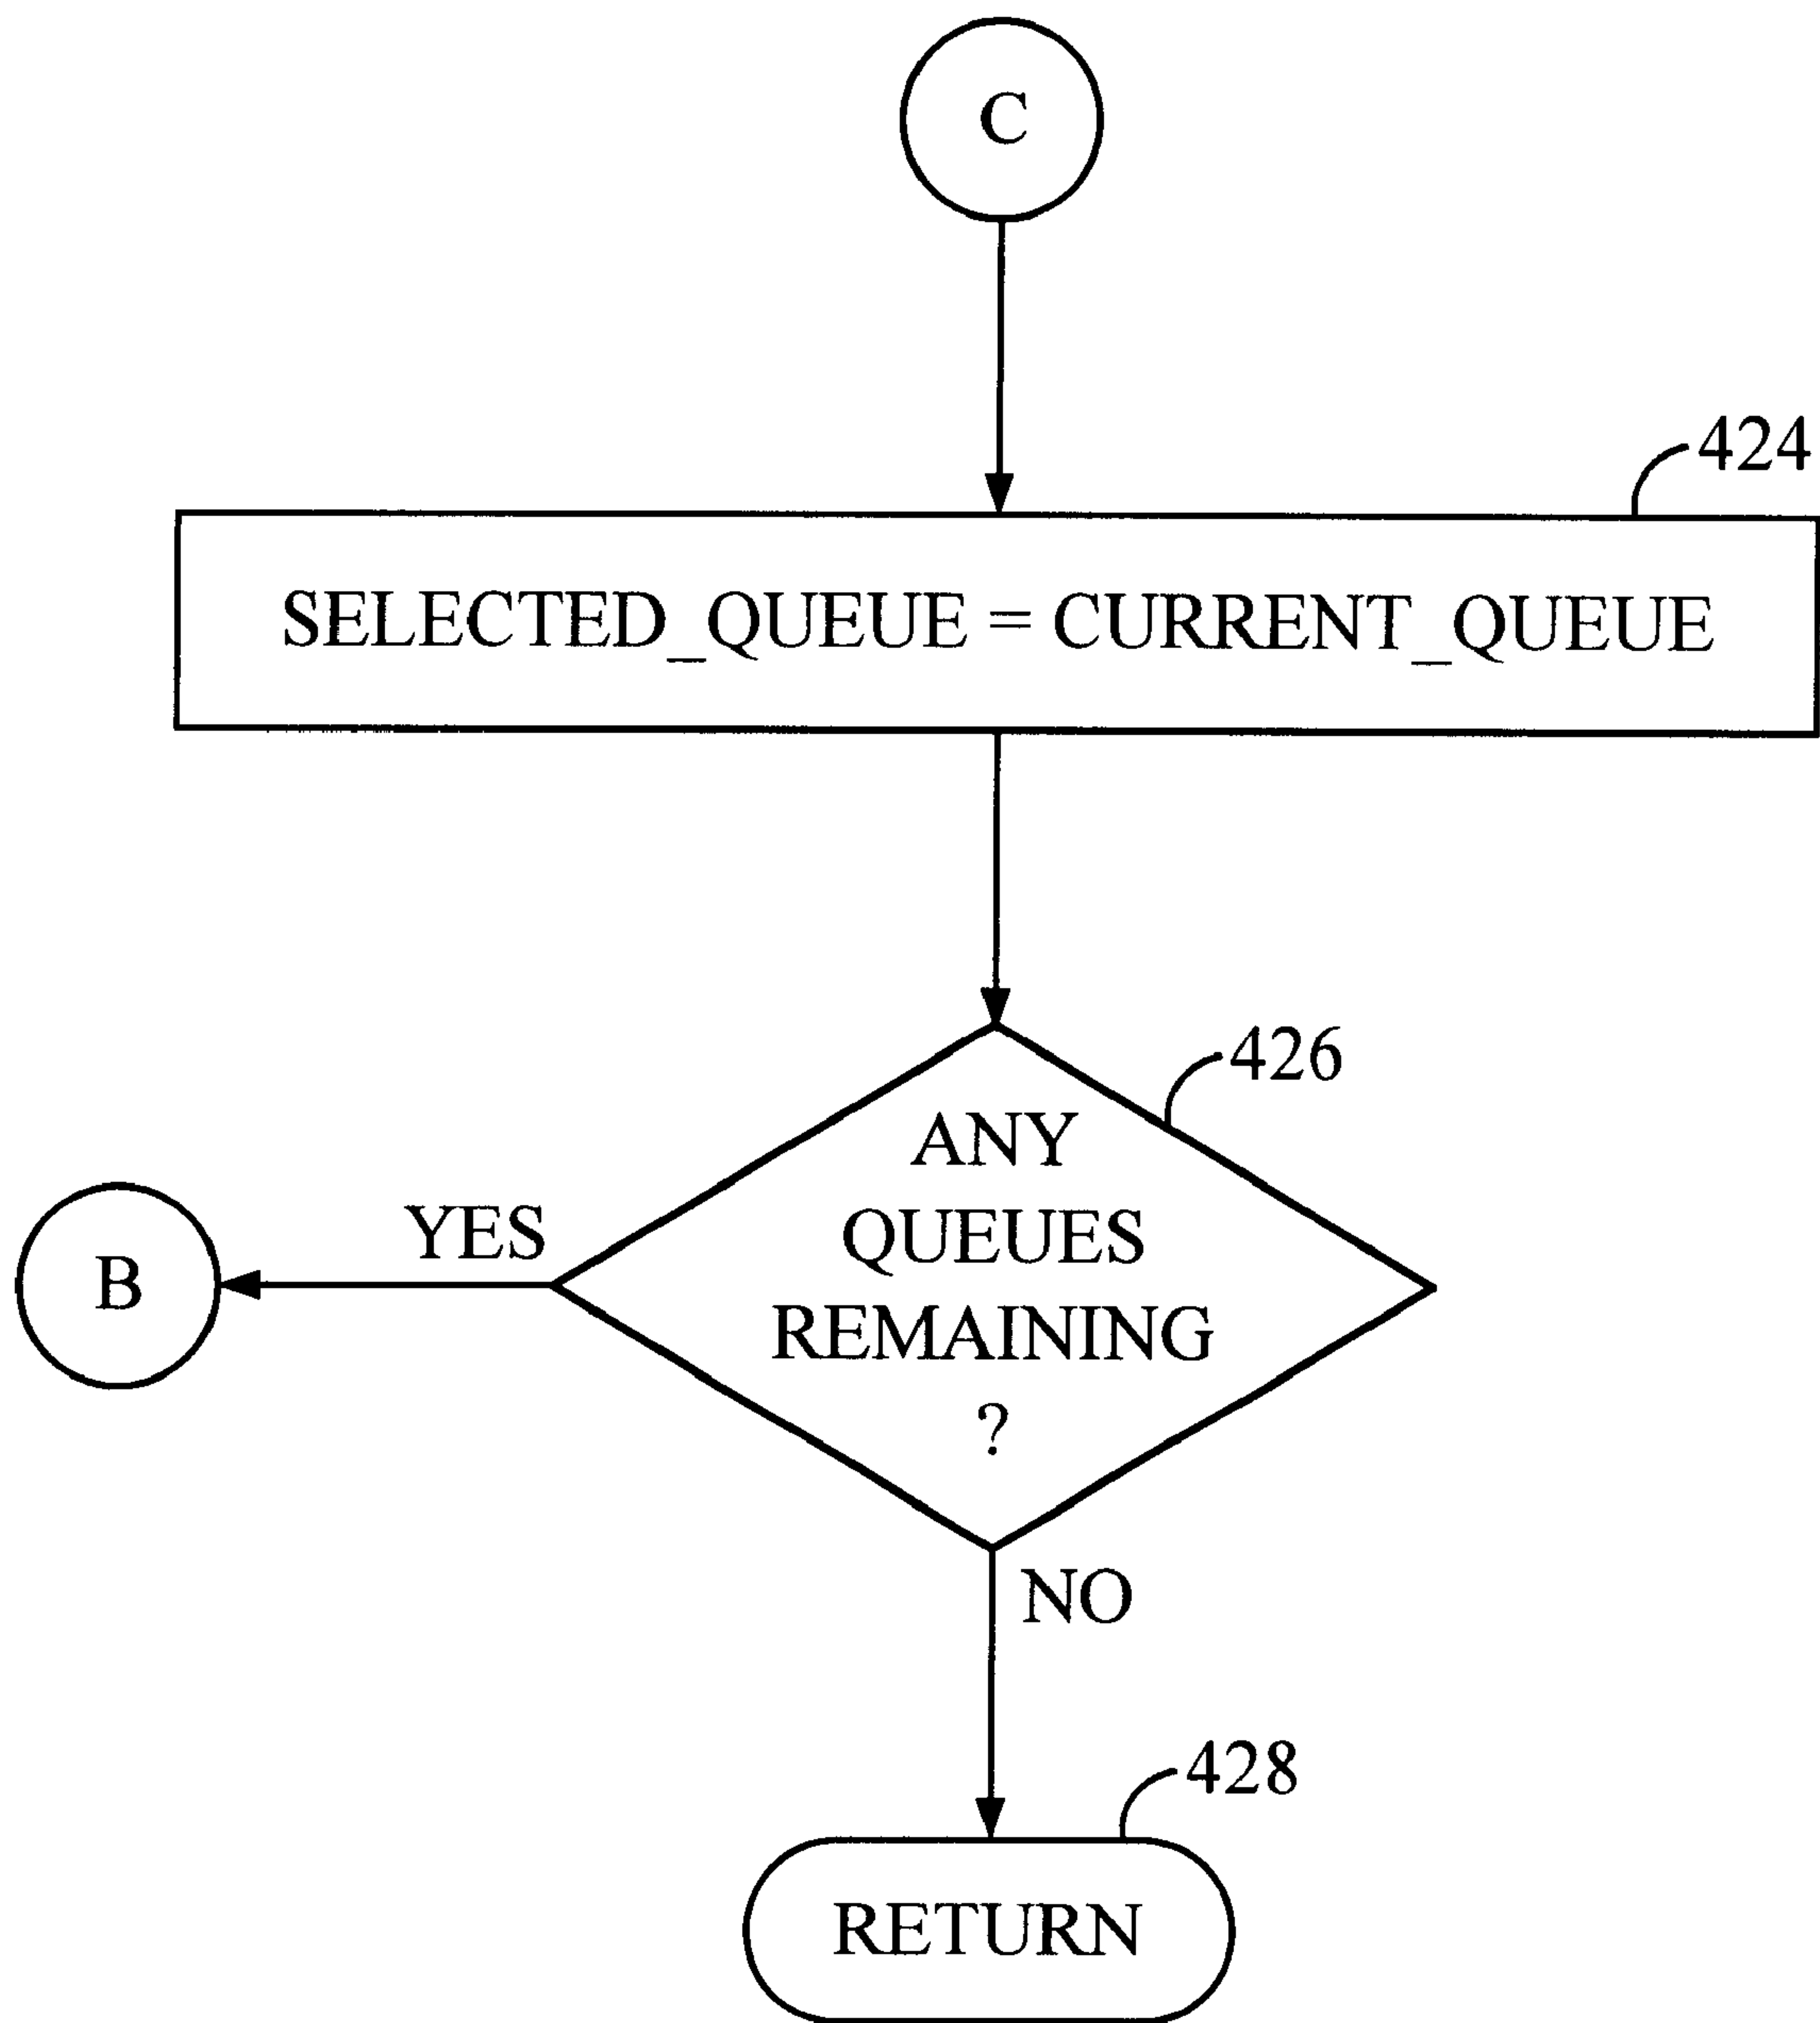 C
424
SELECTED_QUEUE = CURRENT_QUEUE
426
ANY
QUEUES
REMAINING
?
YES
B
NO
428
RETURN